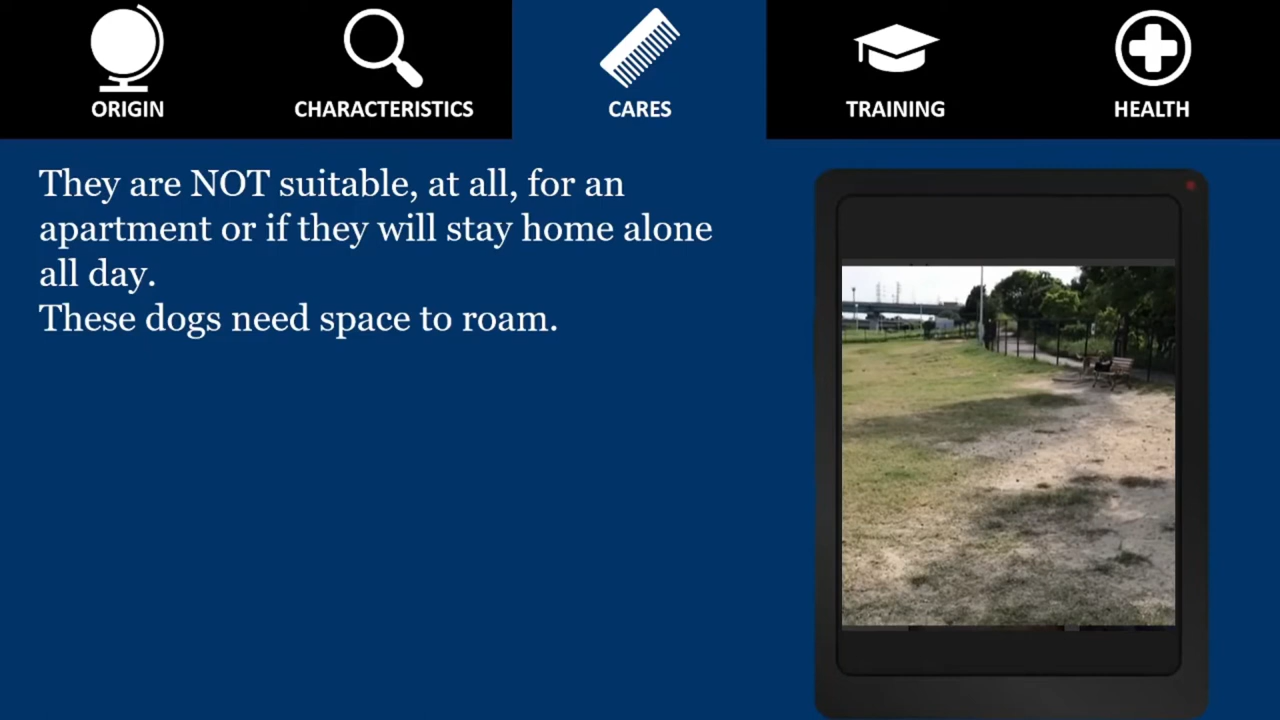 ORIGIN
CHARACTERISTICS
CARES
TRAINING
HEALTH
They are NOT suitable, at all, for an
apartment or if they will stay home alone
all day.
These dogs need space to roam.